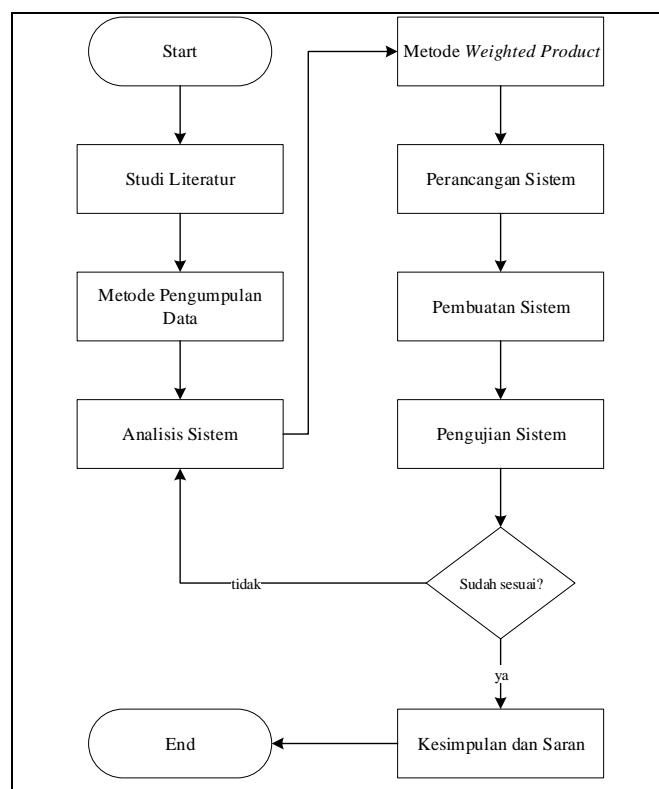 Start
Studi Literatur
Metode Pengumpulan
Data
Analisis Sistem
Metode Weighted Product
Perancangan Sistem
Pembuatan Sistem
Pengujian Sistem
Sudah sesuai?
tidak
ya
Kesimpulan dan Saran
End